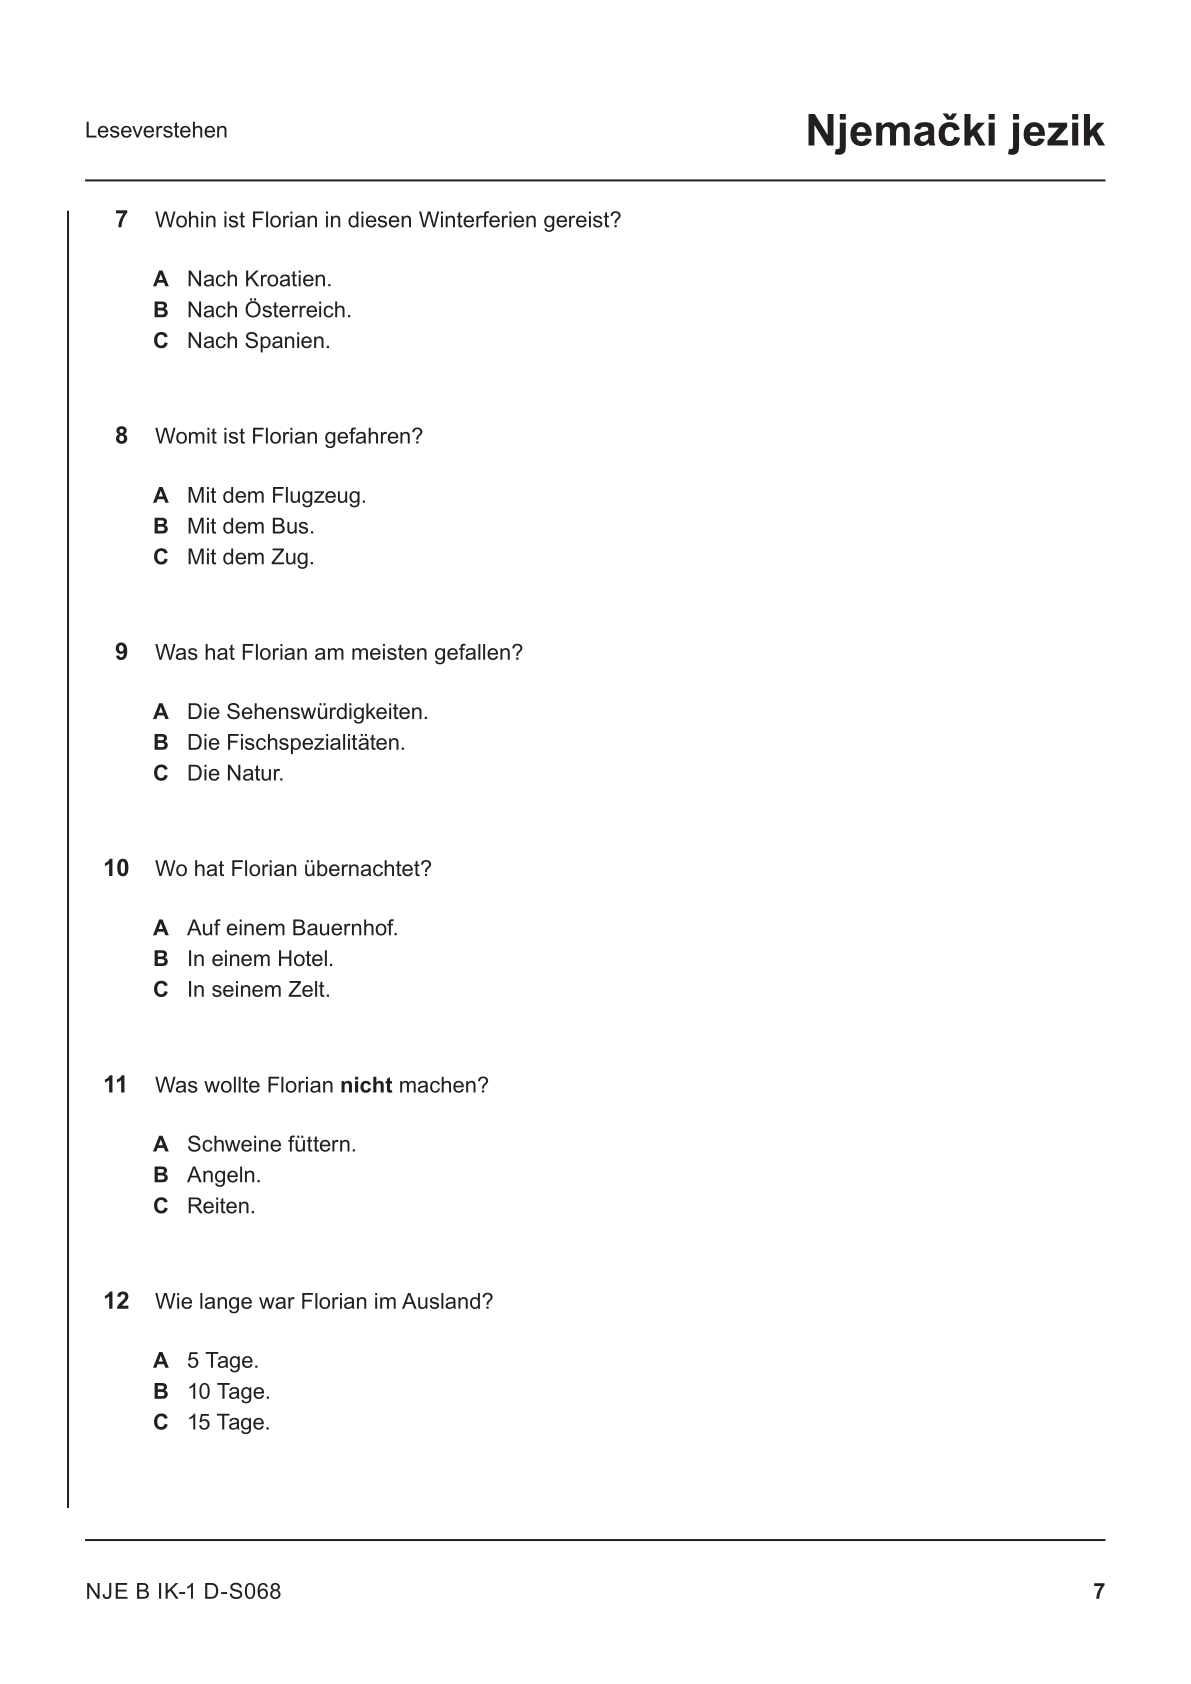 Leseverstehen
Njemački jezik
7 Wohin ist Florian in diesen Winterferien gereist?
A Nach Kroatien.
B Nach Österreich.
C Nach Spanien.
8 Womit ist Florian gefahren?
A Mit dem Flugzeug.
B Mit dem Bus.
C Mit dem Zug.
9 Was hat Florian am meisten gefallen?
A Die Sehenswürdigkeiten.
B Die Fischspezialitäten.
C Die Natur.
10 Wo hat Florian übernachtet?
A Auf einem Bauernhof.
B In einem Hotel.
C In seinem Zelt.
11 Was wollte Florian nicht machen?
A Schweine füttern.
B Angeln.
C Reiten.
12 Wie lange war Florian im Ausland?
A 5 Tage.
B 10 Tage.
C 15 Tage.
NJE B IK-1 D-S068
7